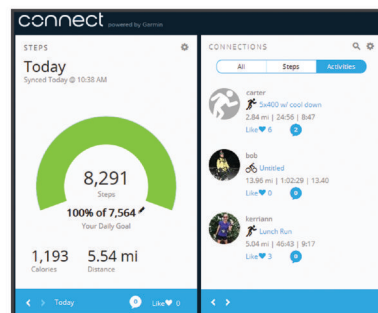 connect powered by Garmin
STEPS
Today
Synced Today @ 10:38 AM
8,291
Steps
100% of 7,564
Your Daily Goal
1,193
Calories
5.54 mi
Distance
Today
0
Like 0
CONNECTIONS
All
Steps
Activities
carter
5x400 w/ cool down
2.84 mi | 24:56 | 8:47
Like 6
2
bob
Untitled
13.96 mi | 1:02:29 | 13.40
Like 0
0
kerriann
Lunch Run
5.04 mi | 46:43 | 9:17
Like 3
0